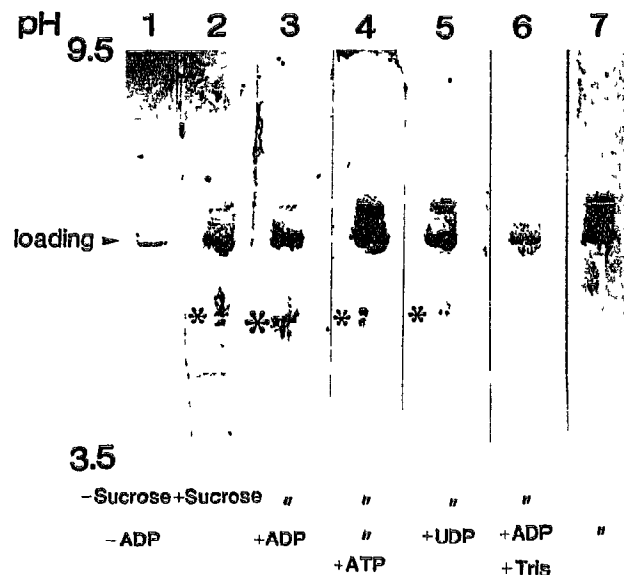 pH 1 2 3 4 5 6 7
9.5
loading
* * * *
3.5
-Sucrose +Sucrose 〃 〃 〃 〃
-ADP +ADP 〃 +UDP +ADP 〃
+ATP +Tris